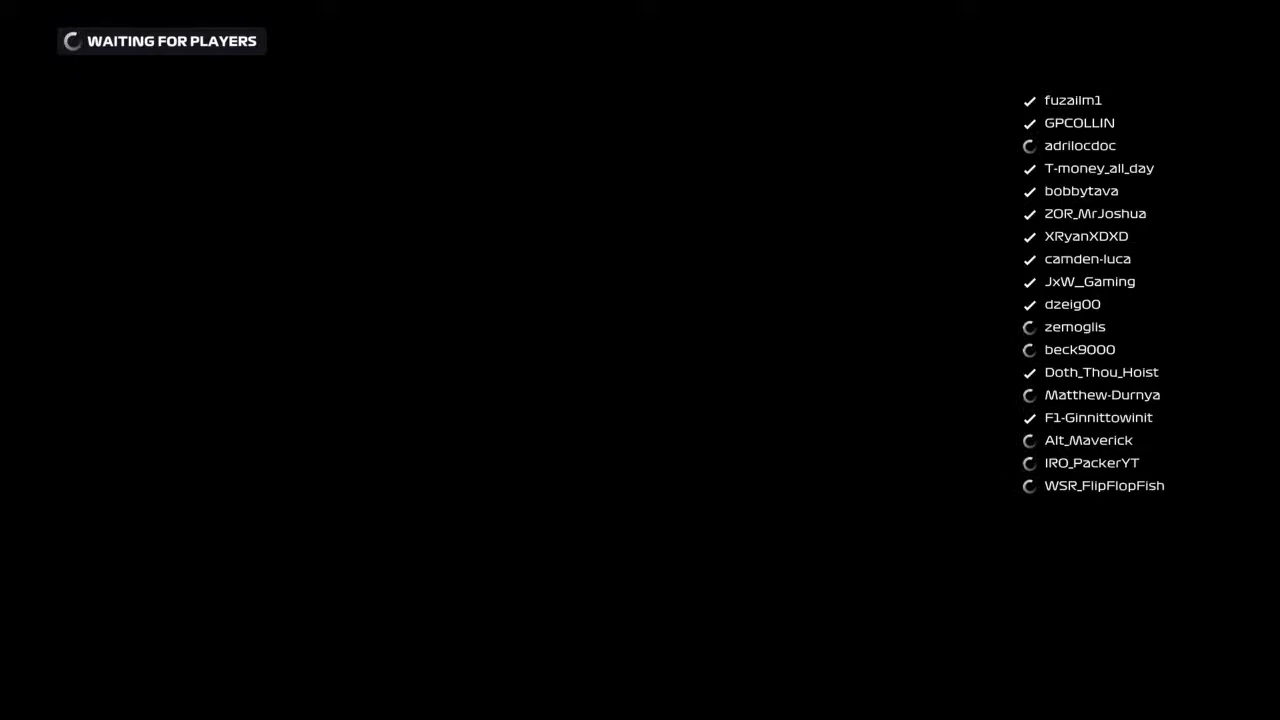 WAITING FOR PLAYERS
fuzailm1
GPCOLLIN
adrilocdoc
T-money_all_day
bobbytava
ZOR_MrJoshua
XRyanXDXD
camden-luca
JxW_Gaming
dzeig00
zemoglis
beck9000
Doth_Thou_Hoist
Matthew-Durnya
F1-Ginnittowinit
Alt_Maverick
IRO_PackerYT
WSR_FlipFlopFish